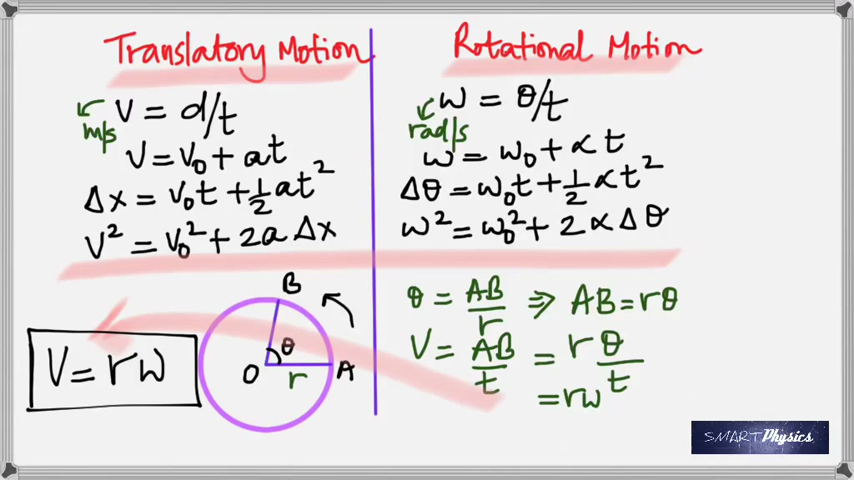 Translatory Motion
V = d/t
m/s
V = V₀ + at
Δx = V₀t + ½at²
V² = V₀² + 2aΔx
Rotational Motion
ω = θ/t
rad/s
ω = ω₀ + αt
Δθ = ω₀t + ½αt²
ω² = ω₀² + 2αΔθ
V = rω
B
θ
O
r
A
θ = AB/r ⇒ AB = rθ
V = AB/t = rθ/t
= rω
SMARTPhysics